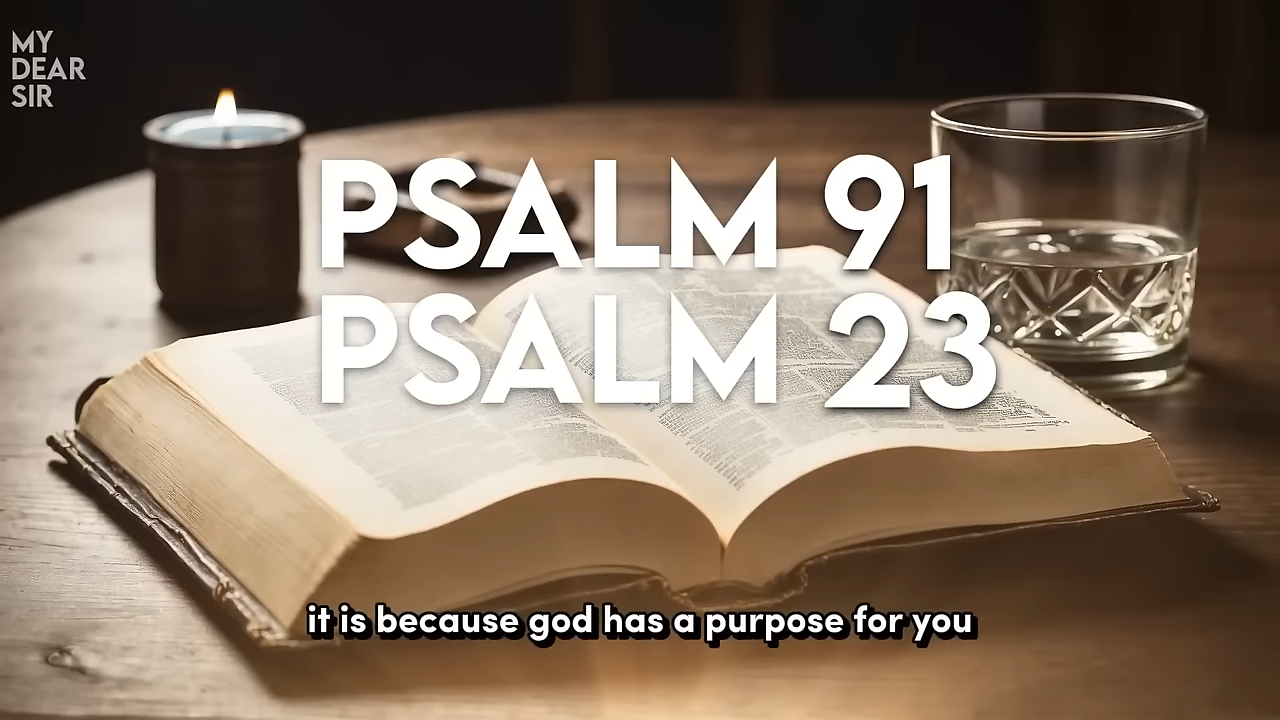 MY
DEAR
SIR
PSALM 91
PSALM 23
it is because god has a purpose for you